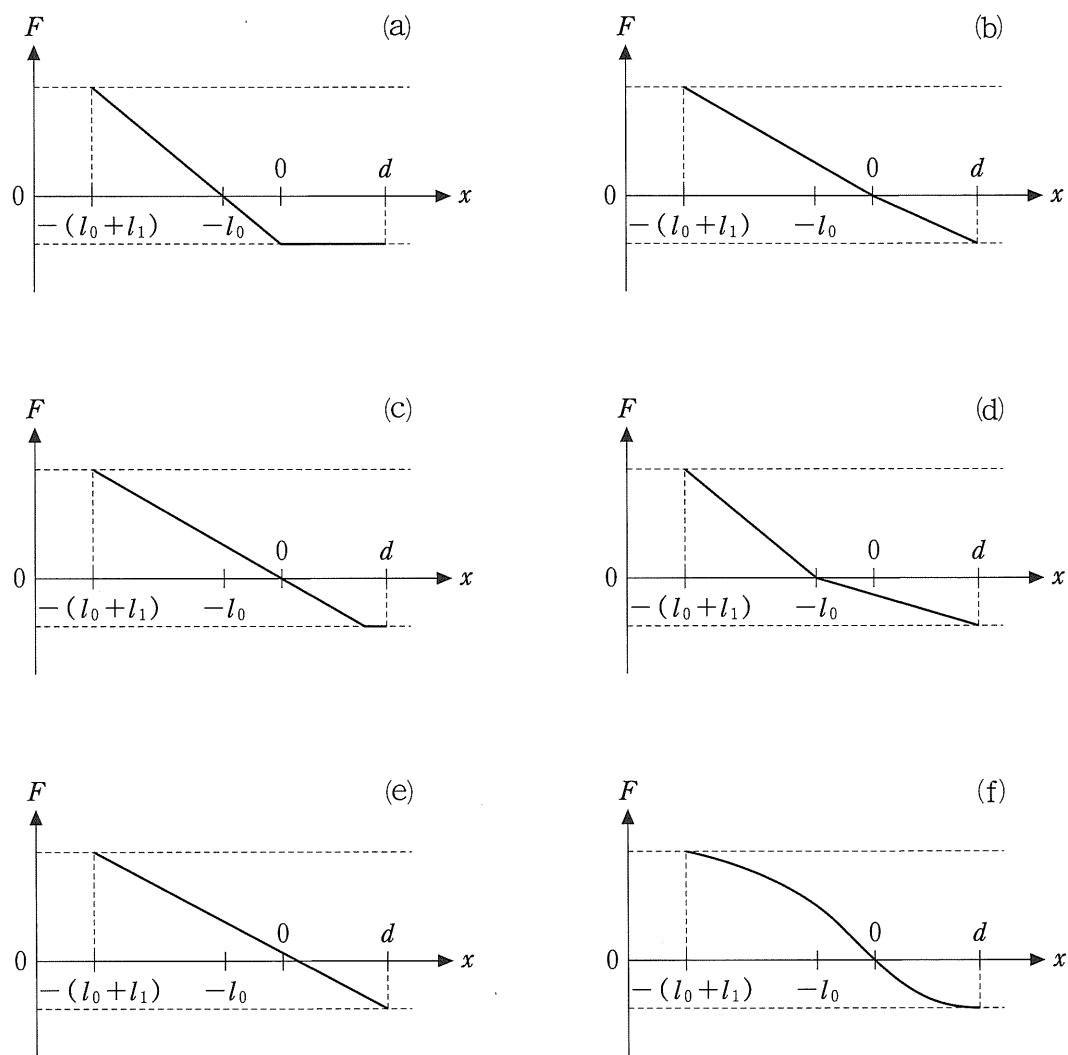 F (a)
0 d
0 x
−(l₀+l₁) −l₀
F (b)
0 d
0 x
−(l₀+l₁) −l₀
F (c)
0 d
0 x
−(l₀+l₁) −l₀
F (d)
0 d
0 x
−(l₀+l₁) −l₀
F (e)
0 d
0 x
−(l₀+l₁) −l₀
F (f)
0 d
0 x
−(l₀+l₁) −l₀